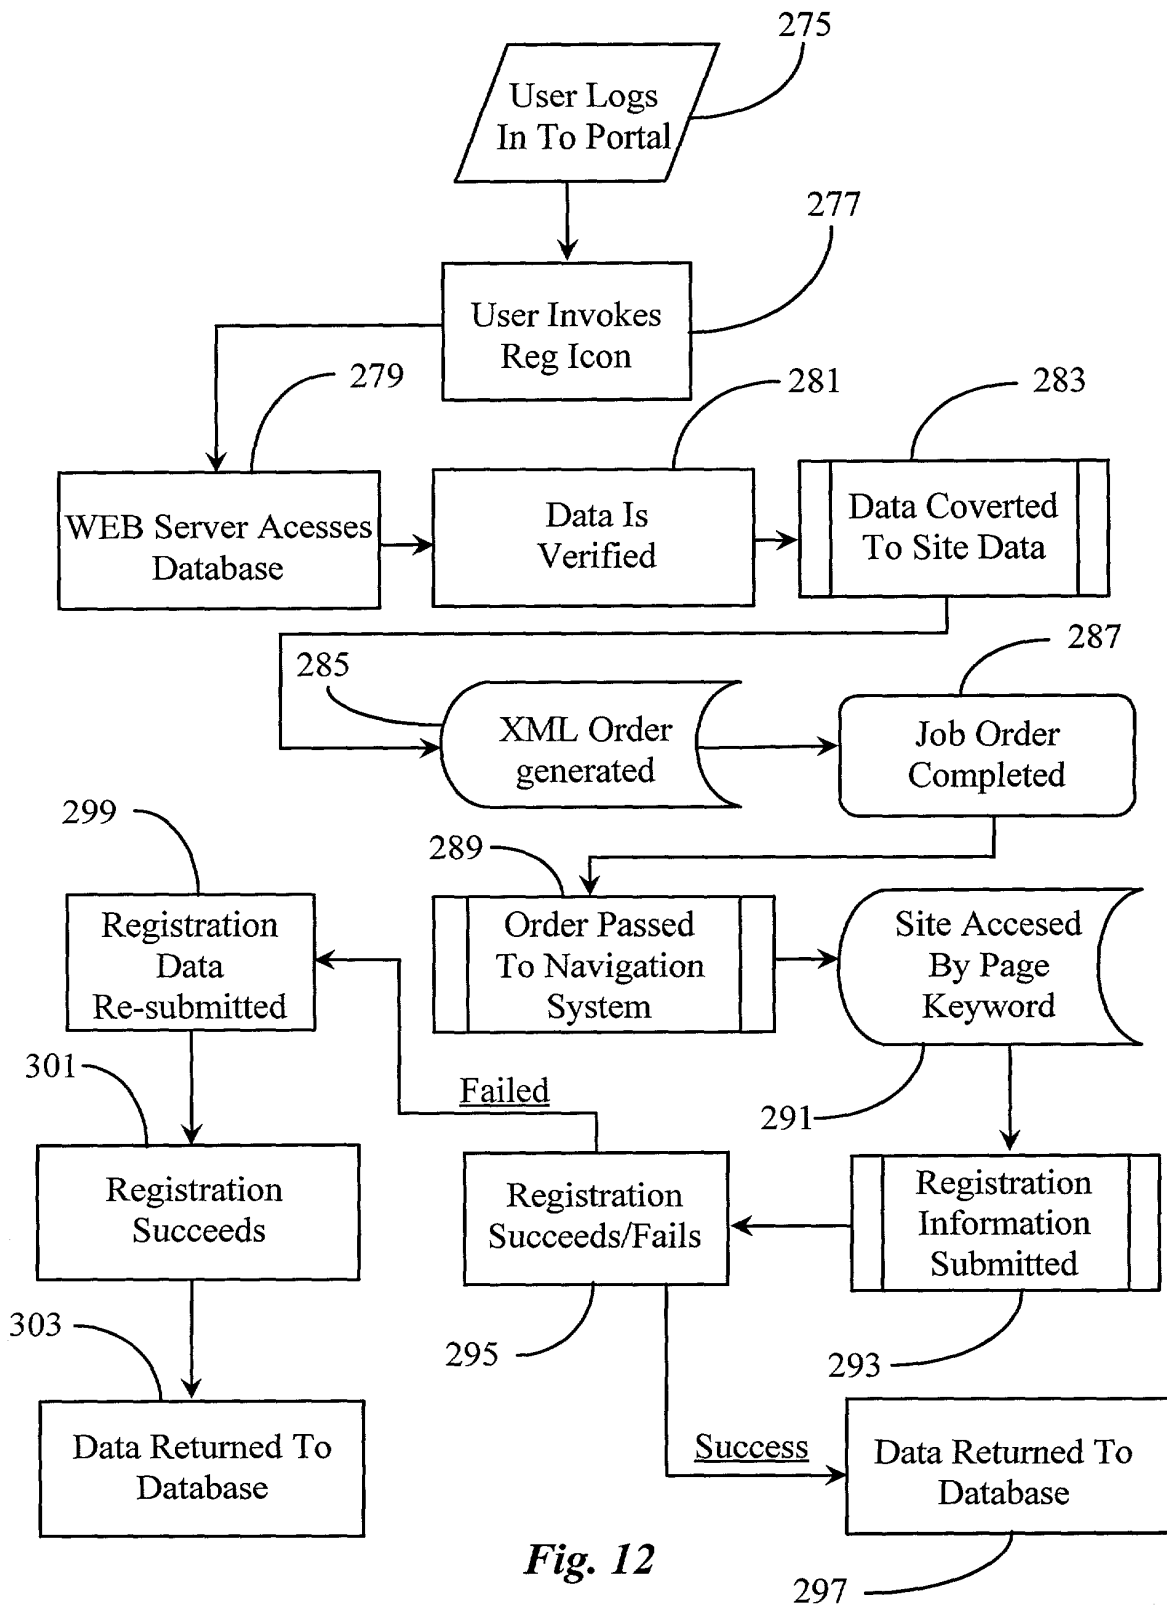 275
User Logs
In To Portal
277
User Invokes
Reg Icon
279
281
283
WEB Server Acesses
Database
Data Is
Verified
Data Coverted
To Site Data
285
287
XML Order
generated
Job Order
Completed
299
289
Registration
Data
Re-submitted
Order Passed
To Navigation
System
Site Accesed
By Page
Keyword
301
Failed
291
Registration
Succeeds
Registration
Succeeds/Fails
Registration
Information
Submitted
303
295
293
Data Returned To
Database
Success
Data Returned To
Database
Fig. 12
297